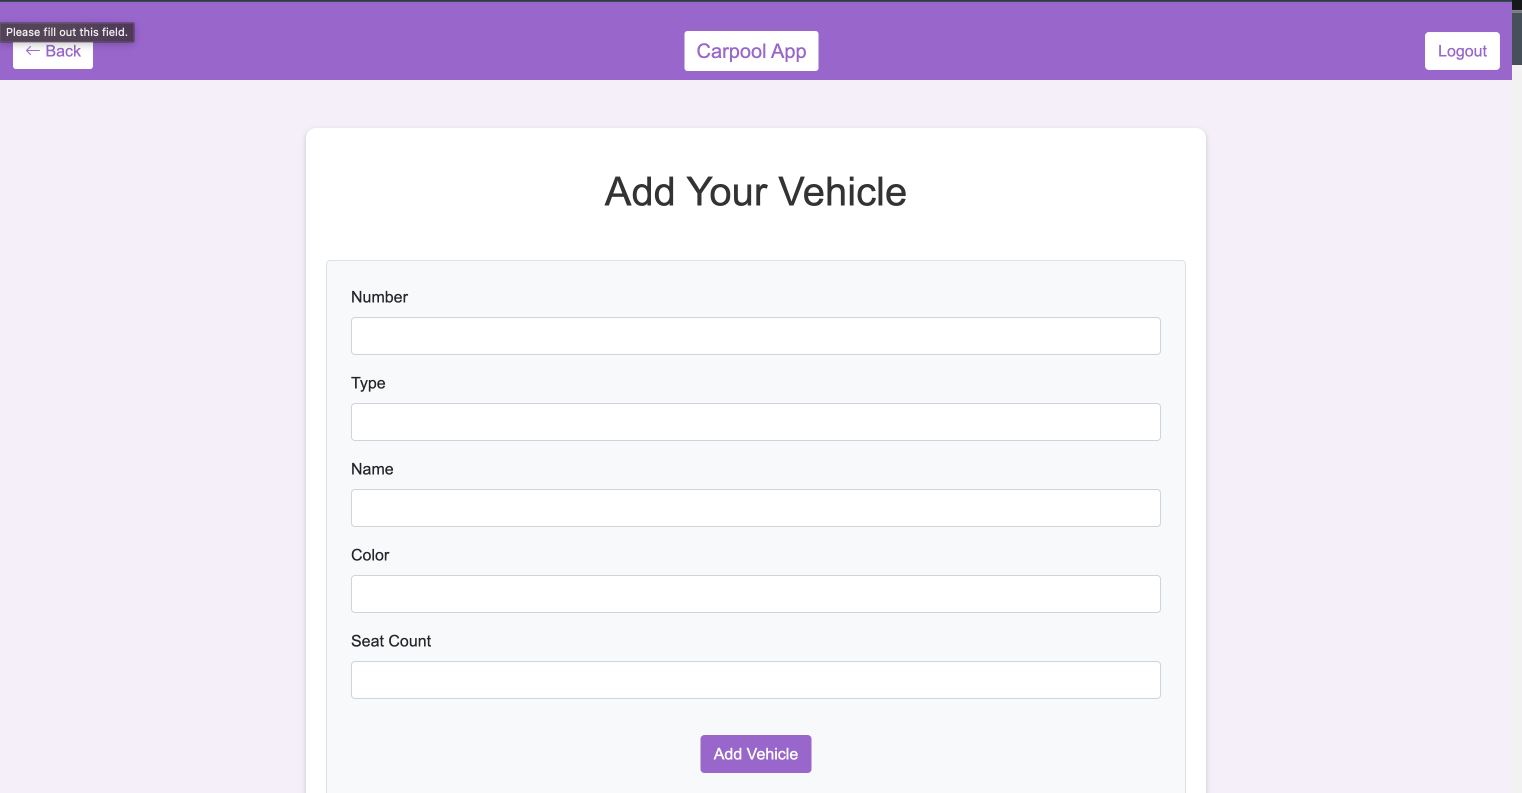 Please fill out this field.
← Back
Carpool App
Logout
Add Your Vehicle
Number
Type
Name
Color
Seat Count
Add Vehicle